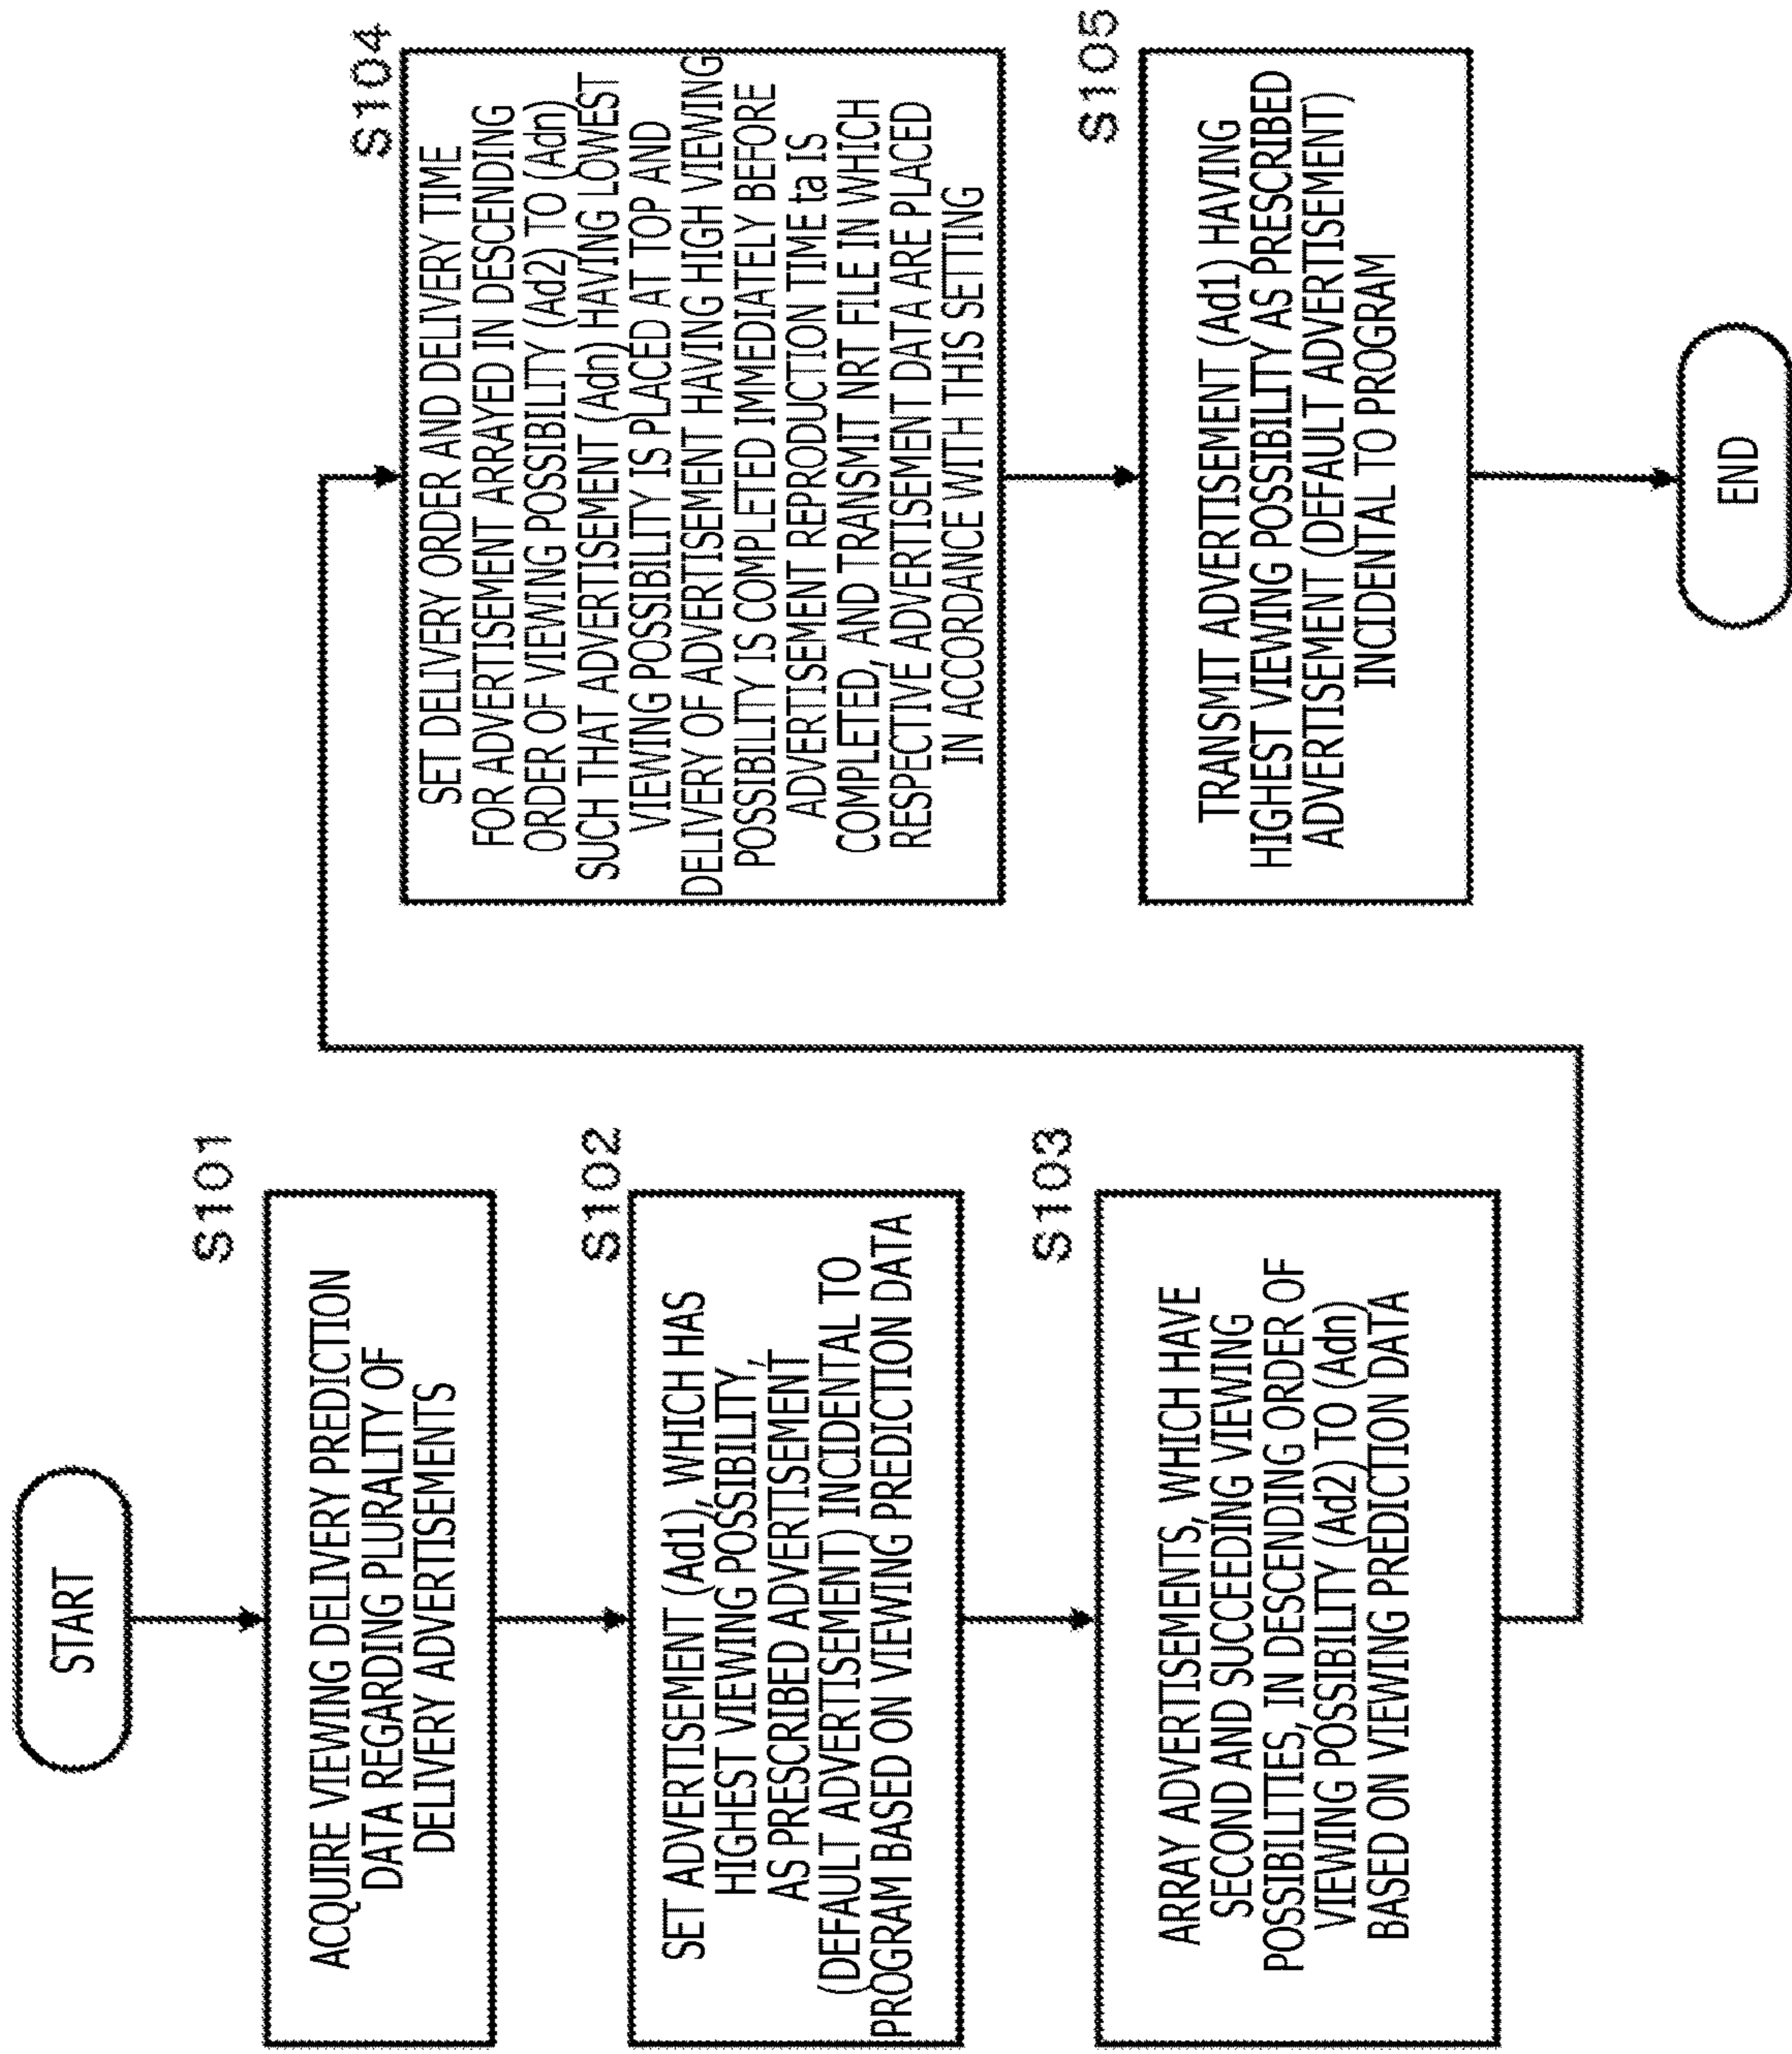 START
S101
ACQUIRE VIEWING DELIVERY PREDICTION
DATA REGARDING PLURALITY OF
DELIVERY ADVERTISEMENTS
S102
SET ADVERTISEMENT (Ad1), WHICH HAS
HIGHEST VIEWING POSSIBILITY,
AS PRESCRIBED ADVERTISEMENT
(DEFAULT ADVERTISEMENT) INCIDENTAL TO
PROGRAM BASED ON VIEWING PREDICTION DATA
S103
ARRAY ADVERTISEMENTS, WHICH HAVE
SECOND AND SUCCEEDING VIEWING
POSSIBILITIES, IN DESCENDING ORDER OF
VIEWING POSSIBILITY (Ad2) TO (Adn)
BASED ON VIEWING PREDICTION DATA
S104
SET DELIVERY ORDER AND DELIVERY TIME
FOR ADVERTISEMENT ARRAYED IN DESCENDING
ORDER OF VIEWING POSSIBILITY (Ad2) TO (Adn)
SUCH THAT ADVERTISEMENT (Adn) HAVING LOWEST
VIEWING POSSIBILITY IS PLACED AT TOP AND
DELIVERY OF ADVERTISEMENT HAVING HIGH VIEWING
POSSIBILITY IS COMPLETED IMMEDIATELY BEFORE
ADVERTISEMENT REPRODUCTION TIME ta IS
COMPLETED, AND TRANSMIT NRT FILE IN WHICH
RESPECTIVE ADVERTISEMENT DATA ARE PLACED
IN ACCORDANCE WITH THIS SETTING
S105
TRANSMIT ADVERTISEMENT (Ad1) HAVING
HIGHEST VIEWING POSSIBILITY AS PRESCRIBED
ADVERTISEMENT (DEFAULT ADVERTISEMENT)
INCIDENTAL TO PROGRAM
END